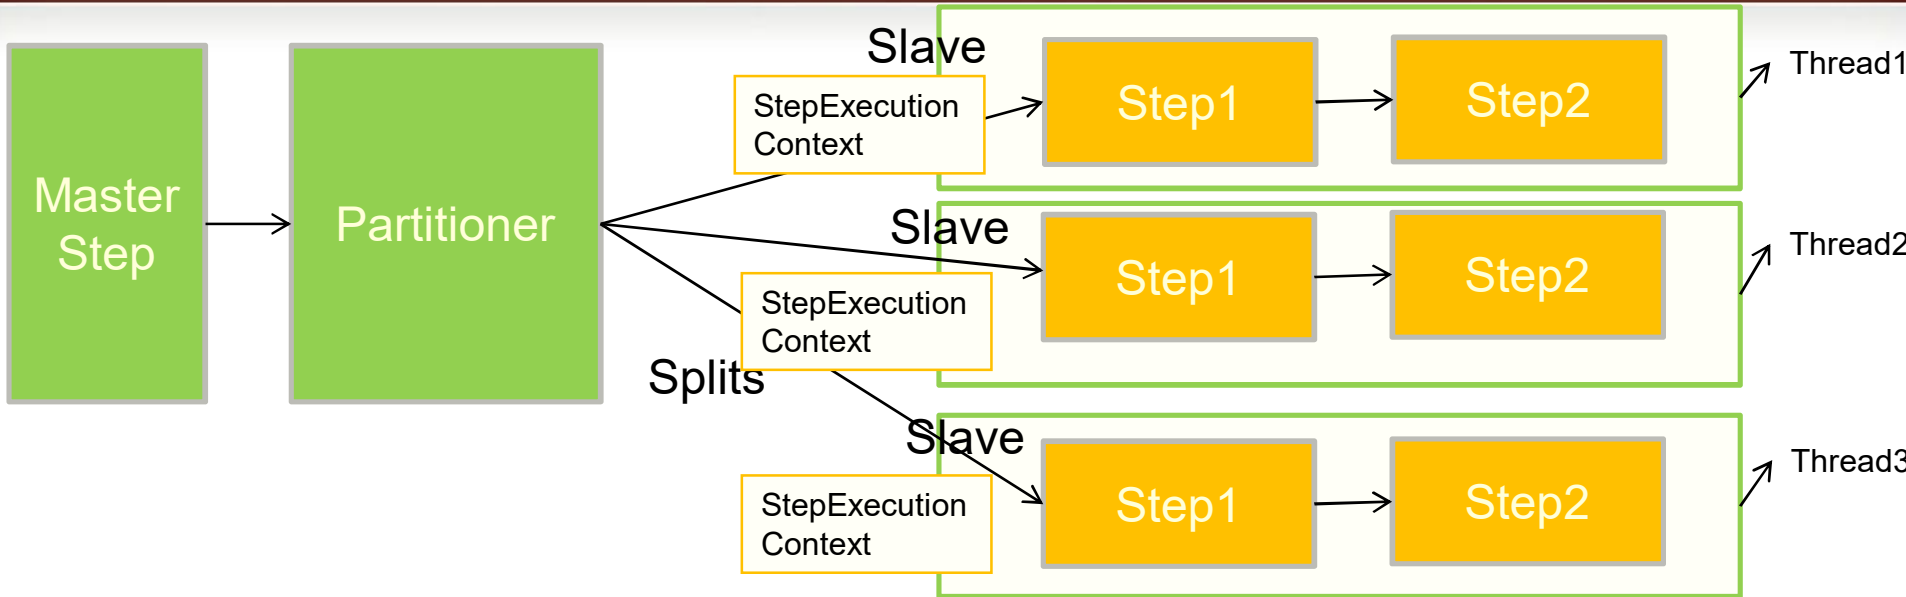 Master
Step
Partitioner
Splits
Slave
StepExecution
Context
Step1
Step2
Thread1
Slave
StepExecution
Context
Step1
Step2
Thread2
Slave
StepExecution
Context
Step1
Step2
Thread3